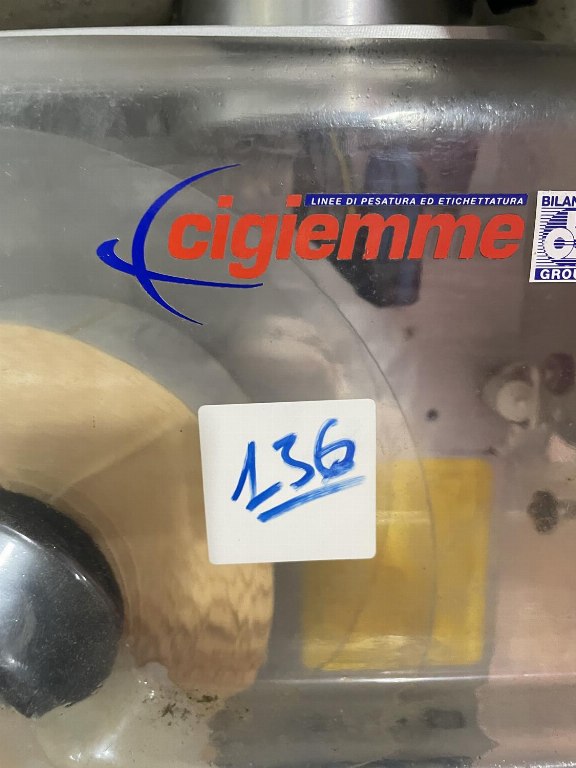 LINEE DI PESATURA ED ETICHETTATURA
cigiemme
BILAN
GROU
136